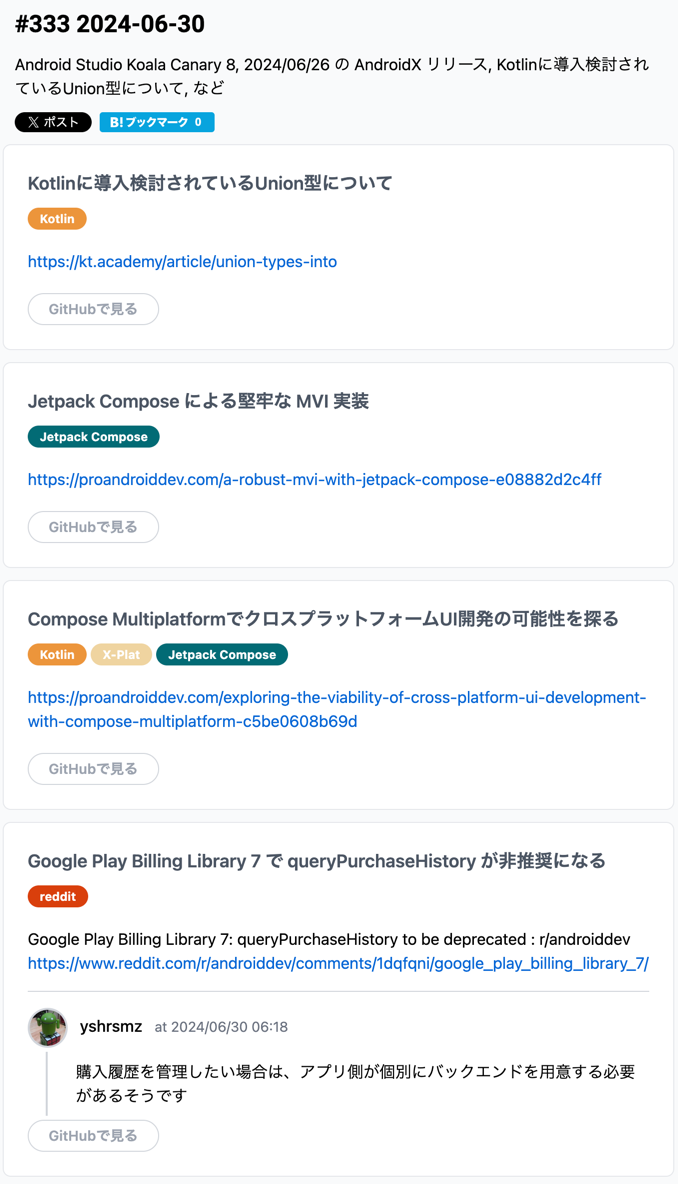 #333 2024-06-30
Android Studio Koala Canary 8, 2024/06/26 の AndroidX リリース, Kotlinに導入検討され
ているUnion型について, など
𝕏 ポスト B!ブックマーク 0
Kotlinに導入検討されているUnion型について
Kotlin
https://kt.academy/article/union-types-into
GitHubで見る
Jetpack Compose による堅牢な MVI 実装
Jetpack Compose
https://proandroiddev.com/a-robust-mvi-with-jetpack-compose-e08882d2c4ff
GitHubで見る
Compose MultiplatformでクロスプラットフォームUI開発の可能性を探る
Kotlin X-Plat Jetpack Compose
https://proandroiddev.com/exploring-the-viability-of-cross-platform-ui-development-
with-compose-multiplatform-c5be0608b69d
GitHubで見る
Google Play Billing Library 7 で queryPurchaseHistory が非推奨になる
reddit
Google Play Billing Library 7: queryPurchaseHistory to be deprecated : r/androiddev
https://www.reddit.com/r/androiddev/comments/1dqfqni/google_play_billing_library_7/
yshrsmz at 2024/06/30 06:18
購入履歴を管理したい場合は、アプリ側が個別にバックエンドを用意する必要
があるそうです
GitHubで見る